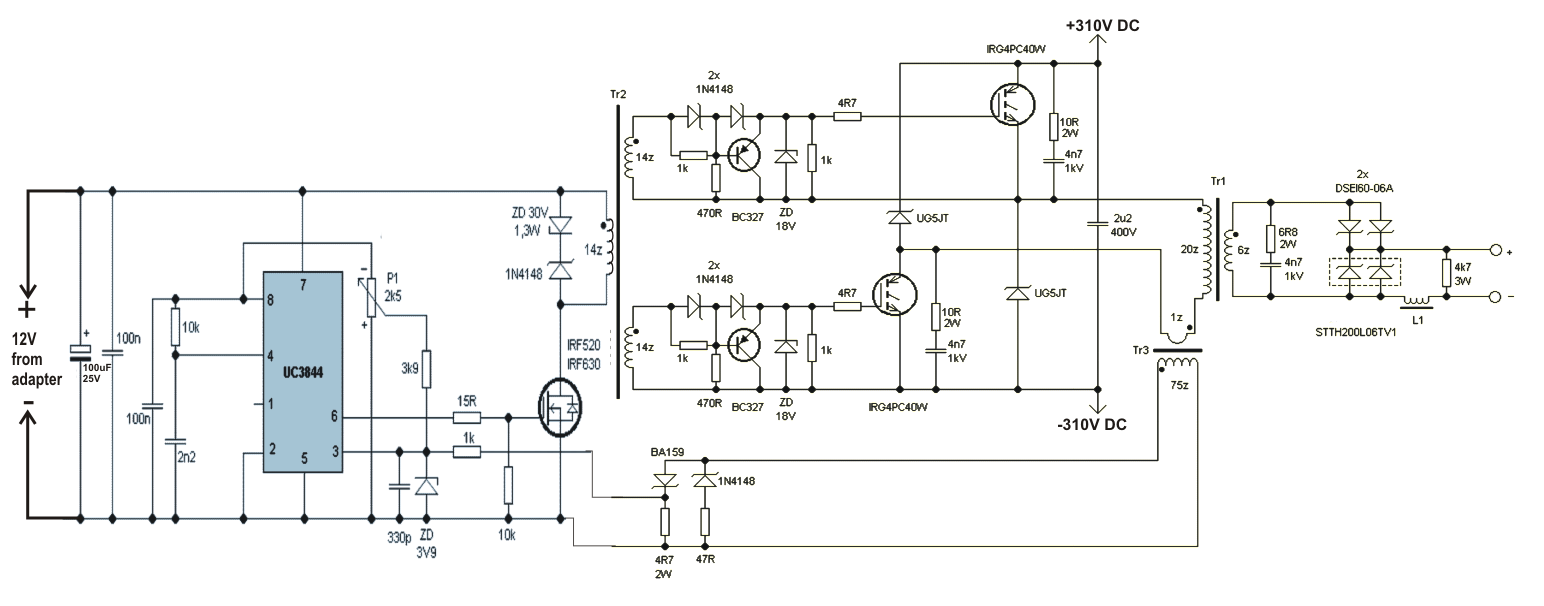 +310V DC
IRG4PC40W
2x
1N4148
Tr2
4R7
10R
2W
4n7
1kV
14z
1k
1k
470R
BC327
ZD
18V
Tr1
2x
DSEI60-06A
ZD 30V
1,3W
14z
1N4148
UG5JT
2u2
400V
20z
6z
6R8
2W
4n7
1kV
4k7
3W
+
-
2x
1N4148
4R7
UG5JT
10R
2W
4n7
1kV
14z
1k
1k
470R
BC327
ZD
18V
IRG4PC40W
-310V DC
1z
Tr3
75z
STTH200L06TV1
L1
+
12V
from
adapter
-
+
100uF
25V
100n
100n
10k
2n2
8
7
4
UC3844
1
6
2
5
3
-
P1
2k5
+
3k9
15R
1k
IRF520
IRF630
330p
ZD
3V9
10k
BA159
1N4148
4R7
2W
47R